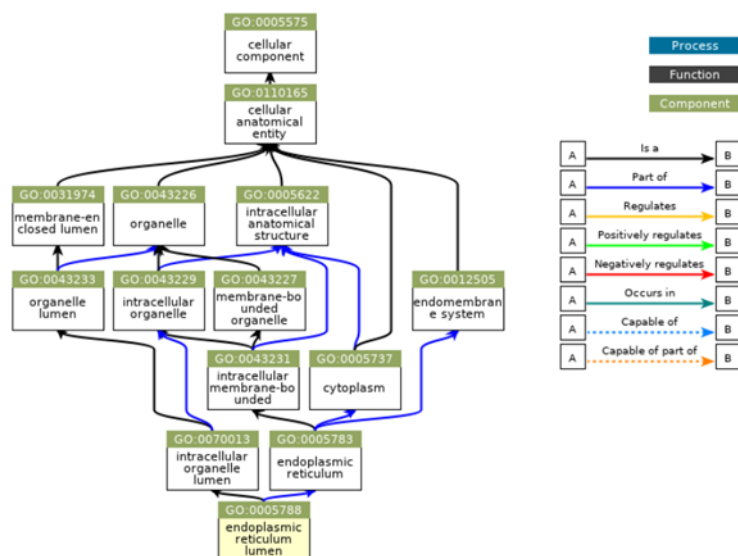 GO:0005575
cellular
component
Process
Function
Component
GO:0110165
cellular
anatomical
entity
A Is a B
A Part of B
A Regulates B
A Positively regulates B
A Negatively regulates B
A Occurs in B
A Capable of B
A Capable of part of B
GO:0031974
membrane-en
closed lumen
GO:0043226
organelle
GO:0005622
intracellular
anatomical
structure
GO:0043233
organelle
lumen
GO:0043229
intracellular
organelle
GO:0043227
membrane-bo
unded
organelle
GO:0012505
endomembran
e system
GO:0043231
intracellular
membrane-bo
unded
GO:0005737
cytoplasm
GO:0070013
intracellular
organelle
lumen
GO:0005783
endoplasmic
reticulum
GO:0005788
endoplasmic
reticulum
lumen